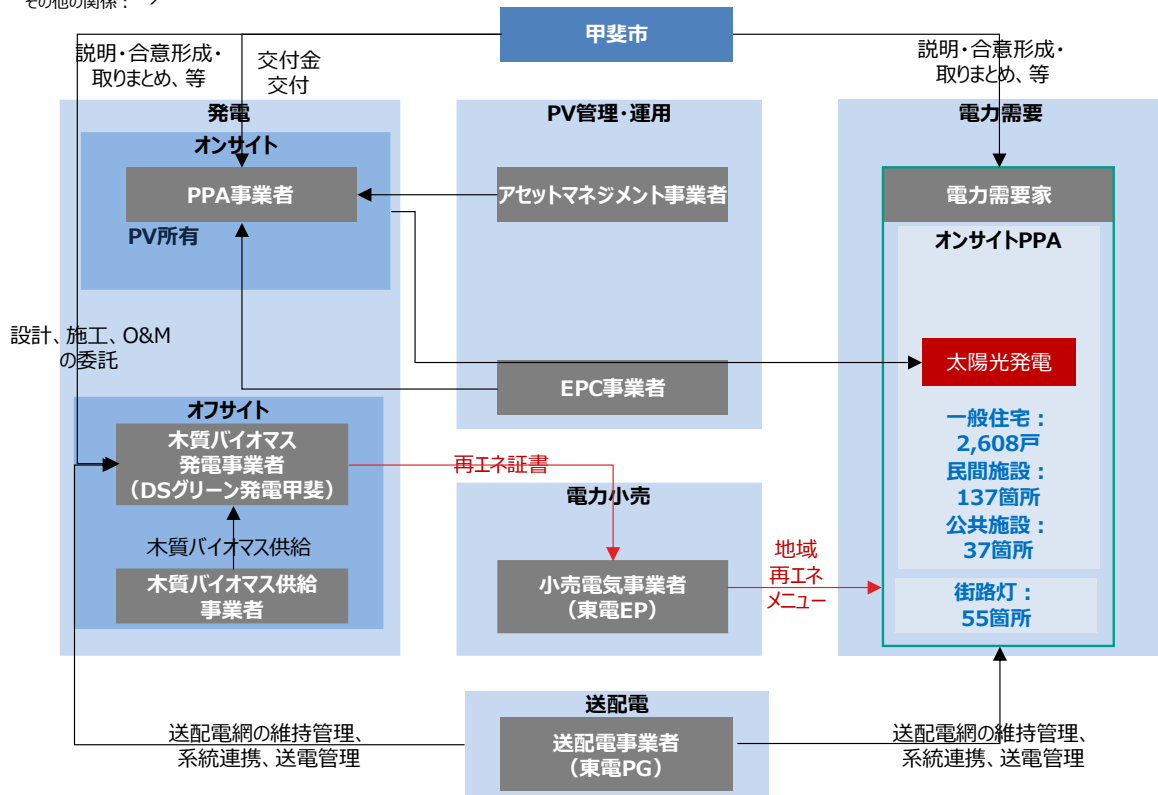 その他の関係：
甲斐市
説明・合意形成・
取りまとめ、等
交付金
交付
説明・合意形成・
取りまとめ、等
発電
オンサイト
PPA事業者
PV所有
PV管理・運用
アセットマネジメント事業者
EPC事業者
電力需要
電力需要家
オンサイトPPA
太陽光発電
一般住宅：
2,608戸
民間施設：
137箇所
公共施設：
37箇所
街路灯：
55箇所
設計、施工、O&M
の委託
オフサイト
木質バイオマス
発電事業者
（DSグリーン発電甲斐）
木質バイオマス供給
木質バイオマス供給
事業者
再エネ証書
電力小売
小売電気事業者
（東電EP）
地域
再エネ
メニュー
送配電
送配電事業者
（東電PG）
送配電網の維持管理、
系統連携、送電管理
送配電網の維持管理、
系統連携、送電管理